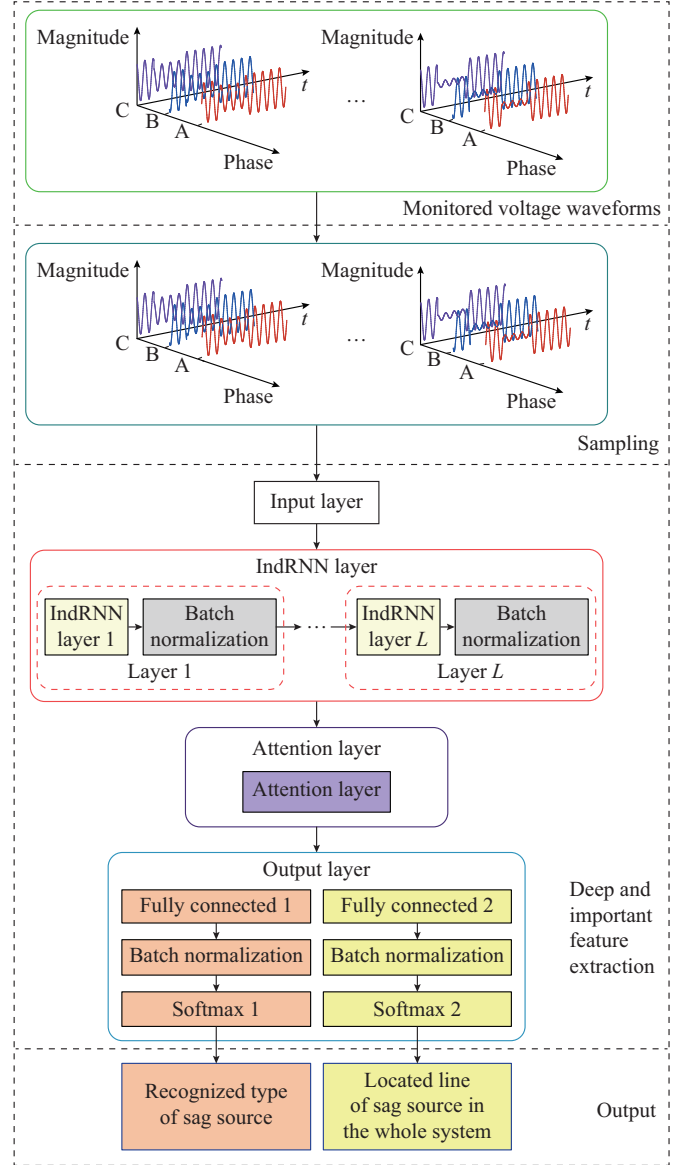 Magnitude
t
C
B
A
Phase
...
Magnitude
t
C
B
A
Phase
Monitored voltage waveforms
Magnitude
t
C
B
A
Phase
...
Magnitude
t
C
B
A
Phase
Sampling
Input layer
IndRNN layer
IndRNN
layer 1
Batch
normalization
Layer 1
...
IndRNN
layer L
Batch
normalization
Layer L
Attention layer
Attention layer
Output layer
Fully connected 1
Batch normalization
Softmax 1
Fully connected 2
Batch normalization
Softmax 2
Deep and
important
feature
extraction
Recognized type
of sag source
Located line
of sag source in
the whole system
Output